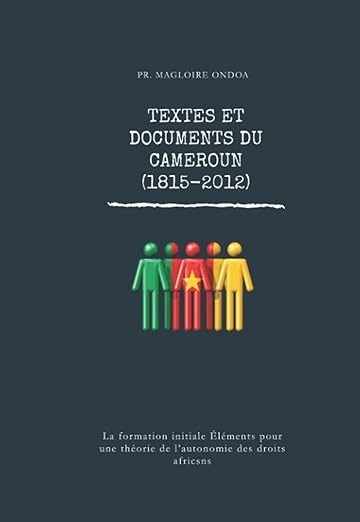 PR. MAGLOIRE ONDOA
TEXTES ET
DOCUMENTS DU
CAMEROUN
(1815-2012)
La formation initiale Éléments pour
une théorie de l'autonomie des droits
africsns